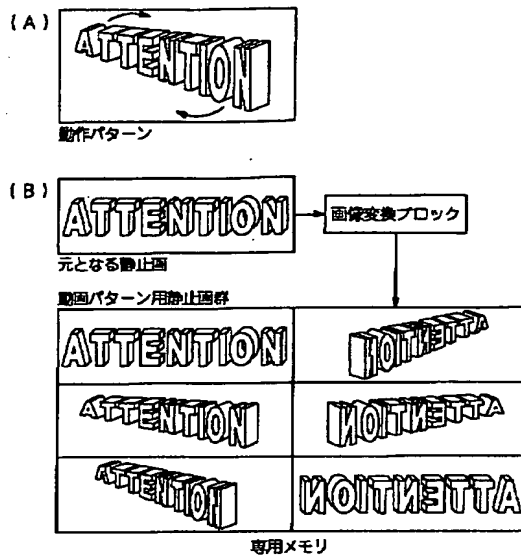 (A)
ATTENTION
動作パターン
(B)
ATTENTION
画像変換ブロック
元となる静止画
動画パターン用静止画群
ATTENTION
ATTENTION
ATTENTION
ATTENTION
ATTENTION
ATTENTION
専用メモリ